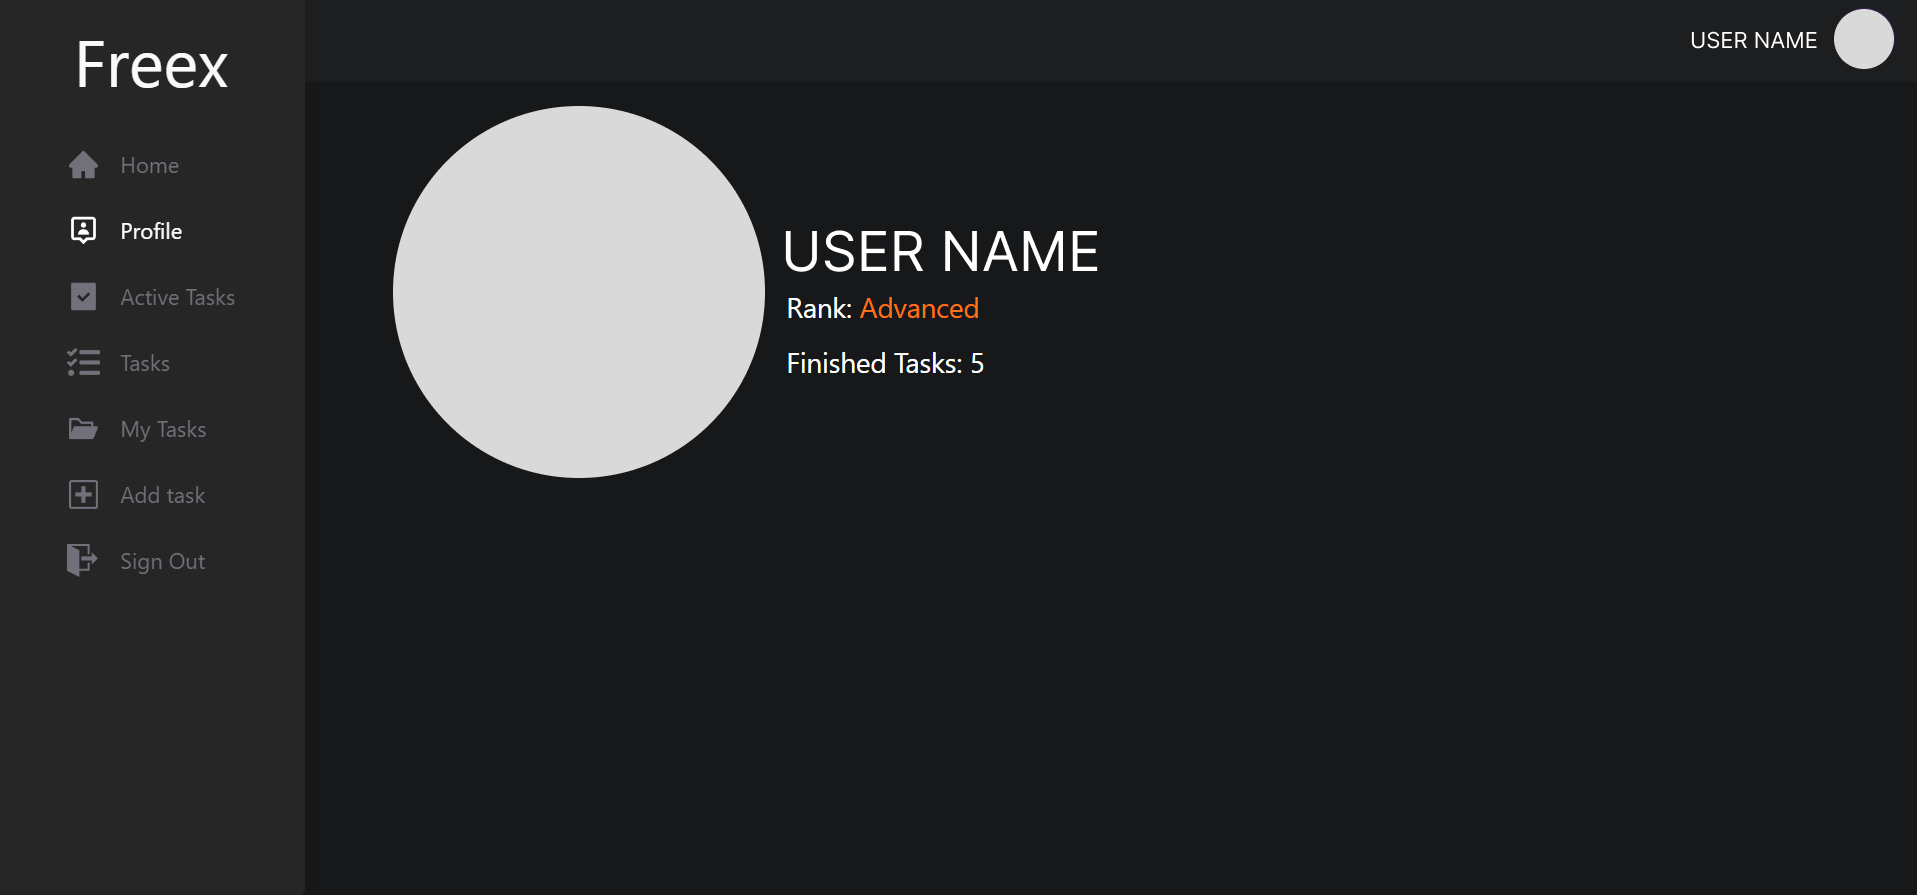 Freex
Home
Profile
Active Tasks
Tasks
My Tasks
Add task
Sign Out
USER NAME
USER NAME
Rank: Advanced
Finished Tasks: 5